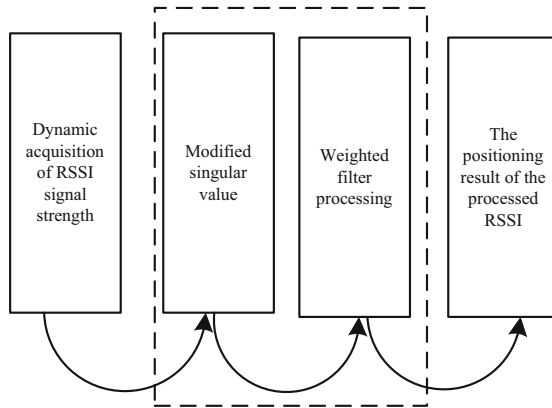 Dynamic
acquisition
of RSSI
signal
strength
Modified
singular
value
Weighted
filter
processing
The
positioning
result of the
processed
RSSI